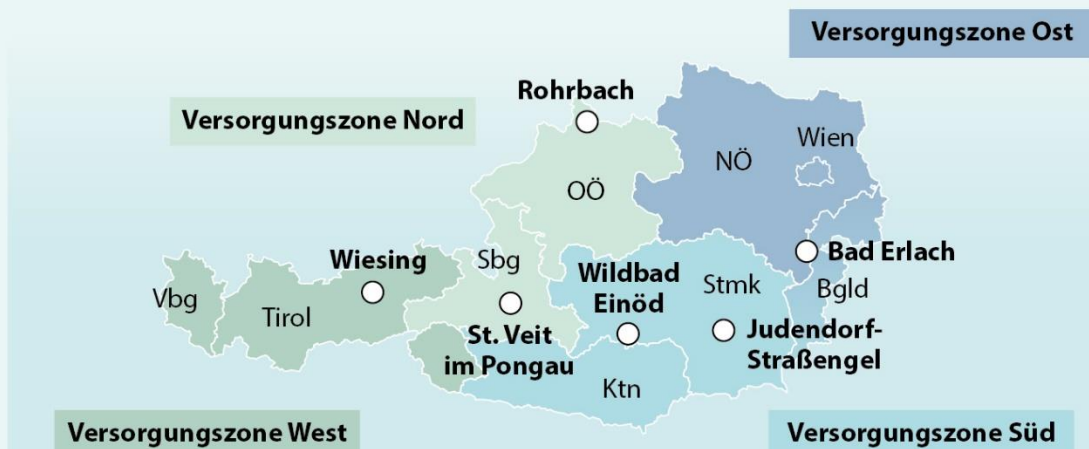 Versorgungszone Ost
Rohrbach
Versorgungszone Nord
Wien
NÖ
OÖ
Wiesing
Sbg
Wildbad
Einöd
Stmk
Bad Erlach
Vbg
Tirol
Bgld
St. Veit
im Pongau
Judendorf-
Straßengel
Ktn
Versorgungszone West
Versorgungszone Süd